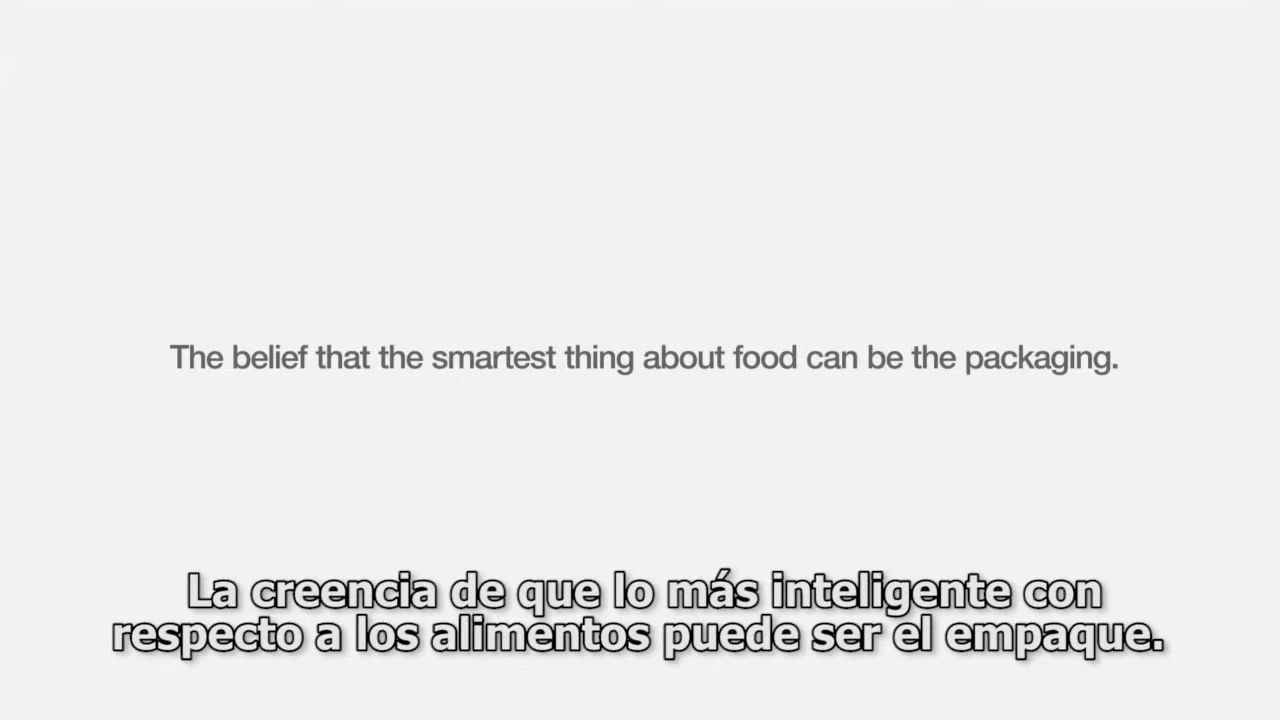 The belief that the smartest thing about food can be the packaging.
La creencia de que lo más inteligente con
respecto a los alimentos puede ser el empaque.